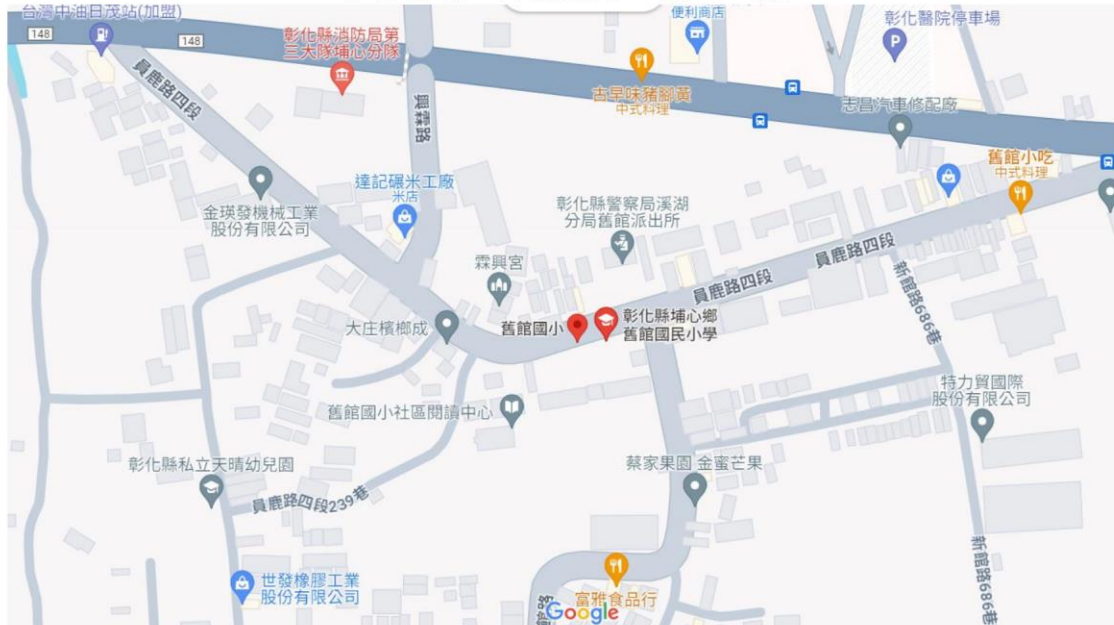 台灣中油日茂站(加盟)
148
148
彰化縣消防局第
三大隊埔心分隊
便利商店
彰化醫院停車場
員鹿路四段
興霖路
古早味豬腳黃
中式料理
志昌汽車修配廠
舊館小吃
中式料理
達記碾米工廠
米店
金瑛發機械工業
股份有限公司
彰化縣警察局溪湖
分局舊館派出所
霖興宮
員鹿路四段
員鹿路四段
新館路686巷
大庄檳榔成
舊館國小
彰化縣埔心鄉
舊館國民小學
特力貿國際
股份有限公司
舊館國小社區閱讀中心
彰化縣私立天晴幼兒園
蔡家果園 金蜜芒果
員鹿路四段239巷
新館路686巷
世發橡膠工業
股份有限公司
富雅食品行
Google
舊館路